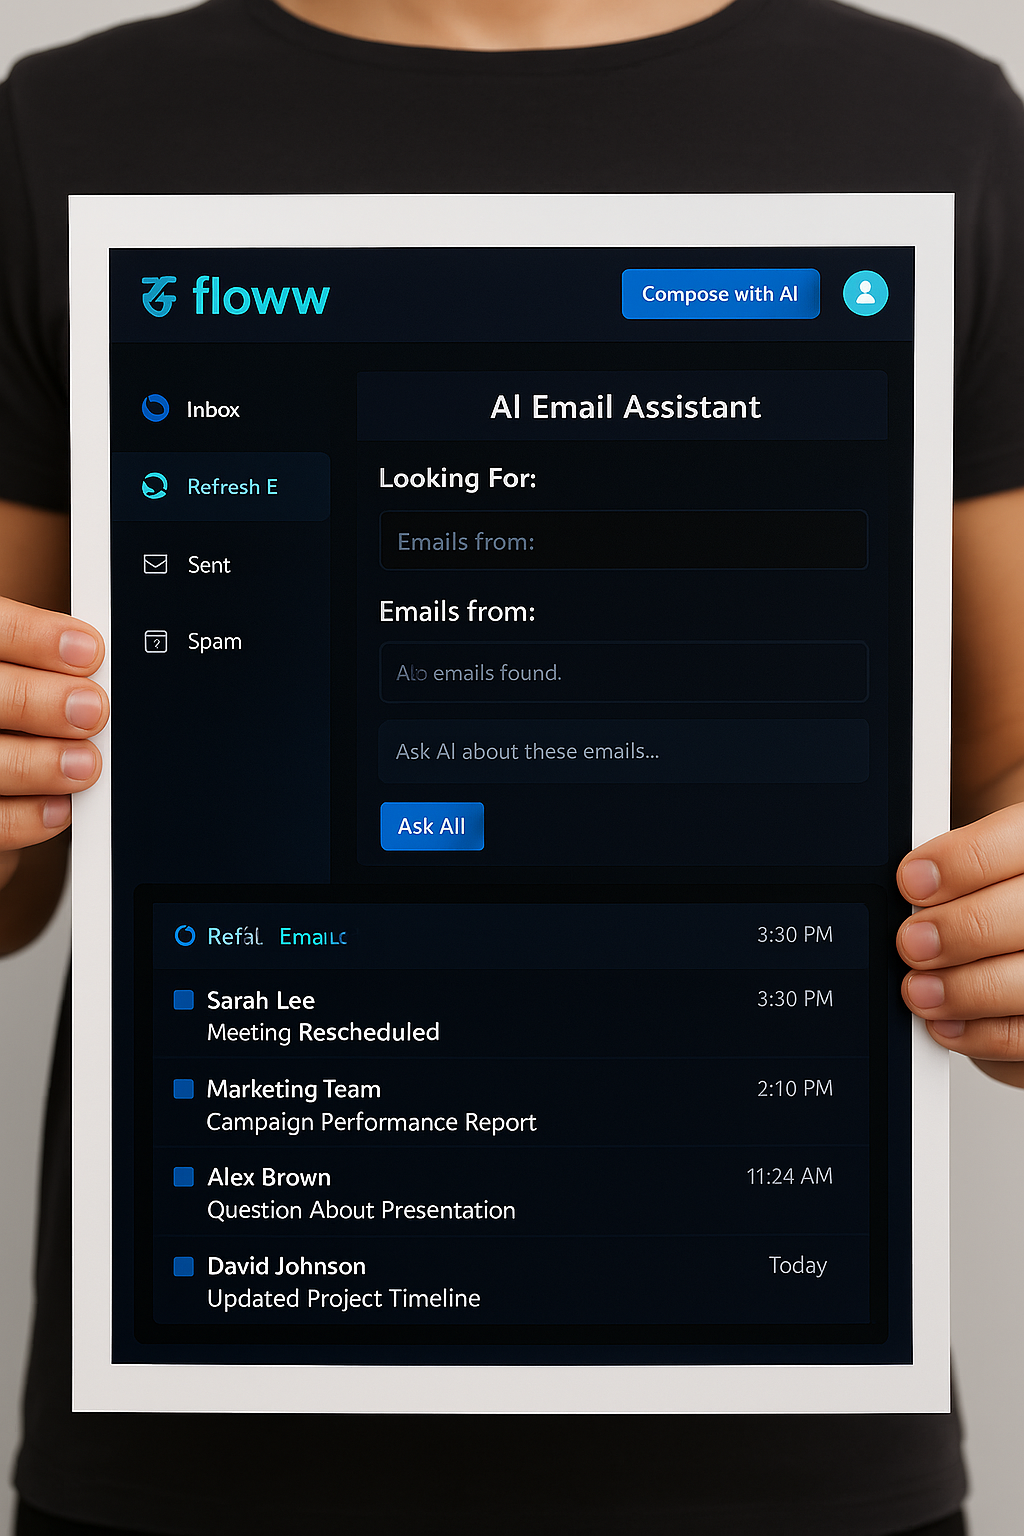 floww
Compose with AI
Inbox
Refresh E
Sent
Spam
AI Email Assistant
Looking For:
Emails from:
Emails from:
emails found.
Ask AI about these emails...
Ask All
3:30 PM
Sarah Lee
3:30 PM
Meeting Rescheduled
Marketing Team
2:10 PM
Campaign Performance Report
Alex Brown
11:24 AM
Question About Presentation
David Johnson
Today
Updated Project Timeline